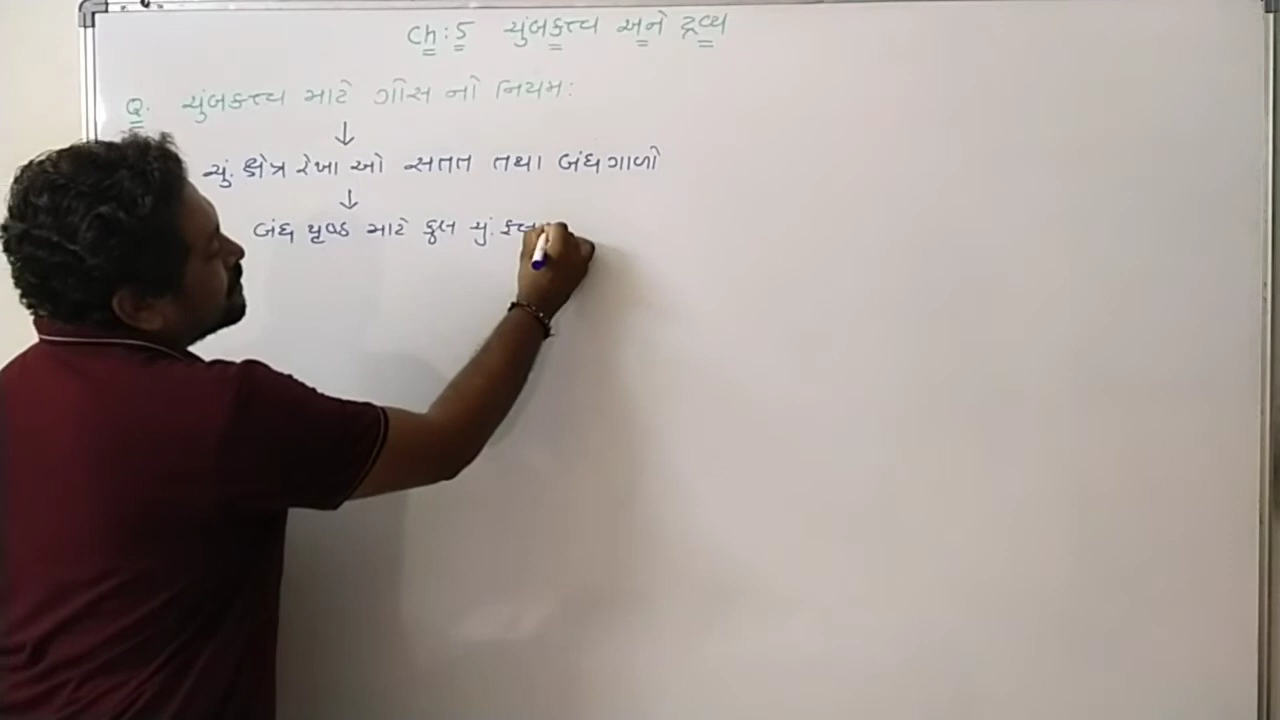 Ch: 5 ચુંબકત્ત્વ અને દ્રવ્ય
Q. ચુંબકત્ત્વ માટે ગૉસ નો નિયમ:
↓
ચું. ક્ષેત્ર રેખા ઓ સતત તથા બંધગાળો
↓
બંધ પૃષ્ઠ માટે કુલ ચું.